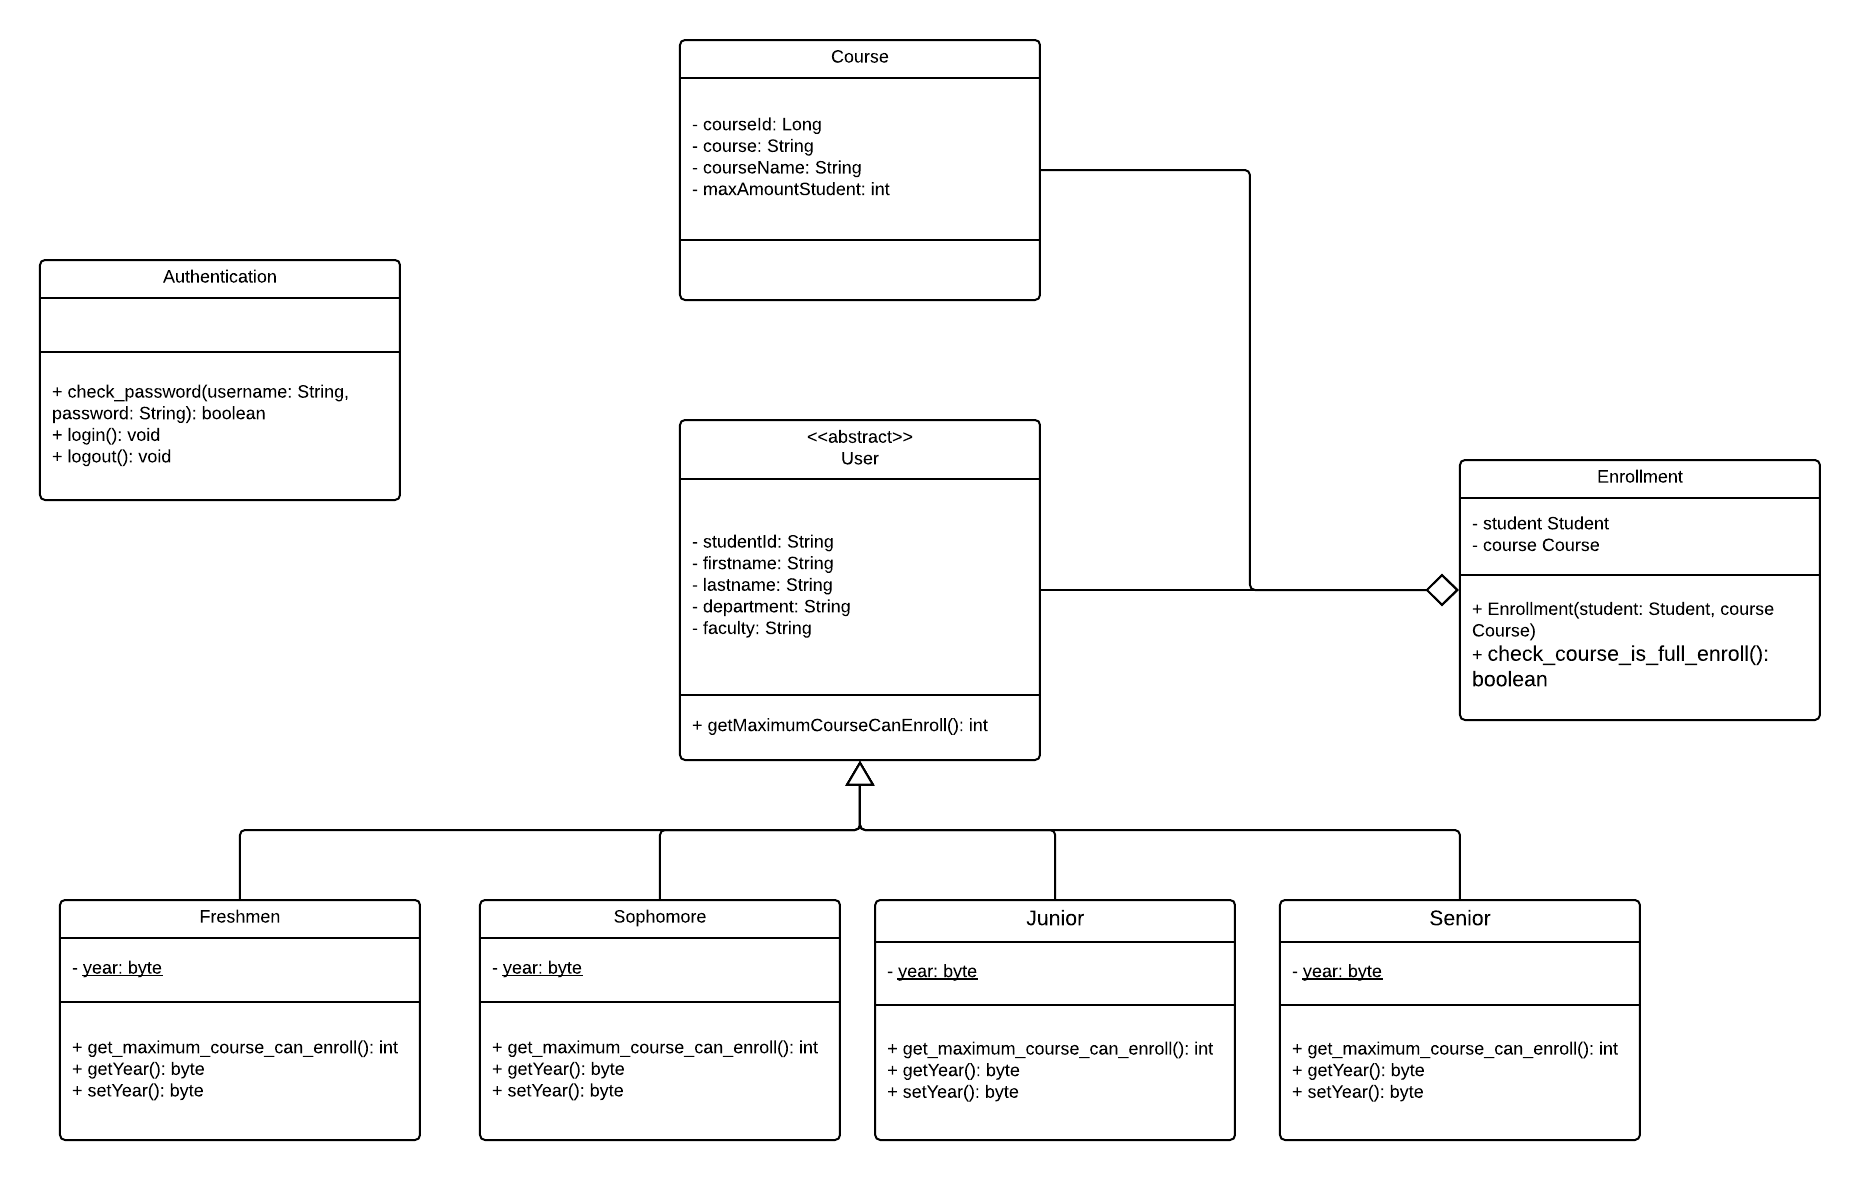 Course
- courseId: Long
- course: String
- courseName: String
- maxAmountStudent: int
Authentication
+ check_password(username: String,
password: String): boolean
+ login(): void
+ logout(): void
<<abstract>>
User
- studentId: String
- firstname: String
- lastname: String
- department: String
- faculty: String
+ getMaximumCourseCanEnroll(): int
Enrollment
- student Student
- course Course
+ Enrollment(student: Student, course
Course)
+ check_course_is_full_enroll():
boolean
Freshmen
- year: byte
+ get_maximum_course_can_enroll(): int
+ getYear(): byte
+ setYear(): byte
Sophomore
- year: byte
+ get_maximum_course_can_enroll(): int
+ getYear(): byte
+ setYear(): byte
Junior
- year: byte
+ get_maximum_course_can_enroll(): int
+ getYear(): byte
+ setYear(): byte
Senior
- year: byte
+ get_maximum_course_can_enroll(): int
+ getYear(): byte
+ setYear(): byte